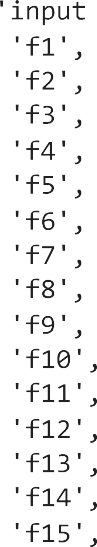 'input
'f1',
'f2',
'f3',
'f4',
'f5',
'f6',
'f7',
'f8',
'f9',
'f10',
'f11',
'f12',
'f13',
'f14',
'f15',